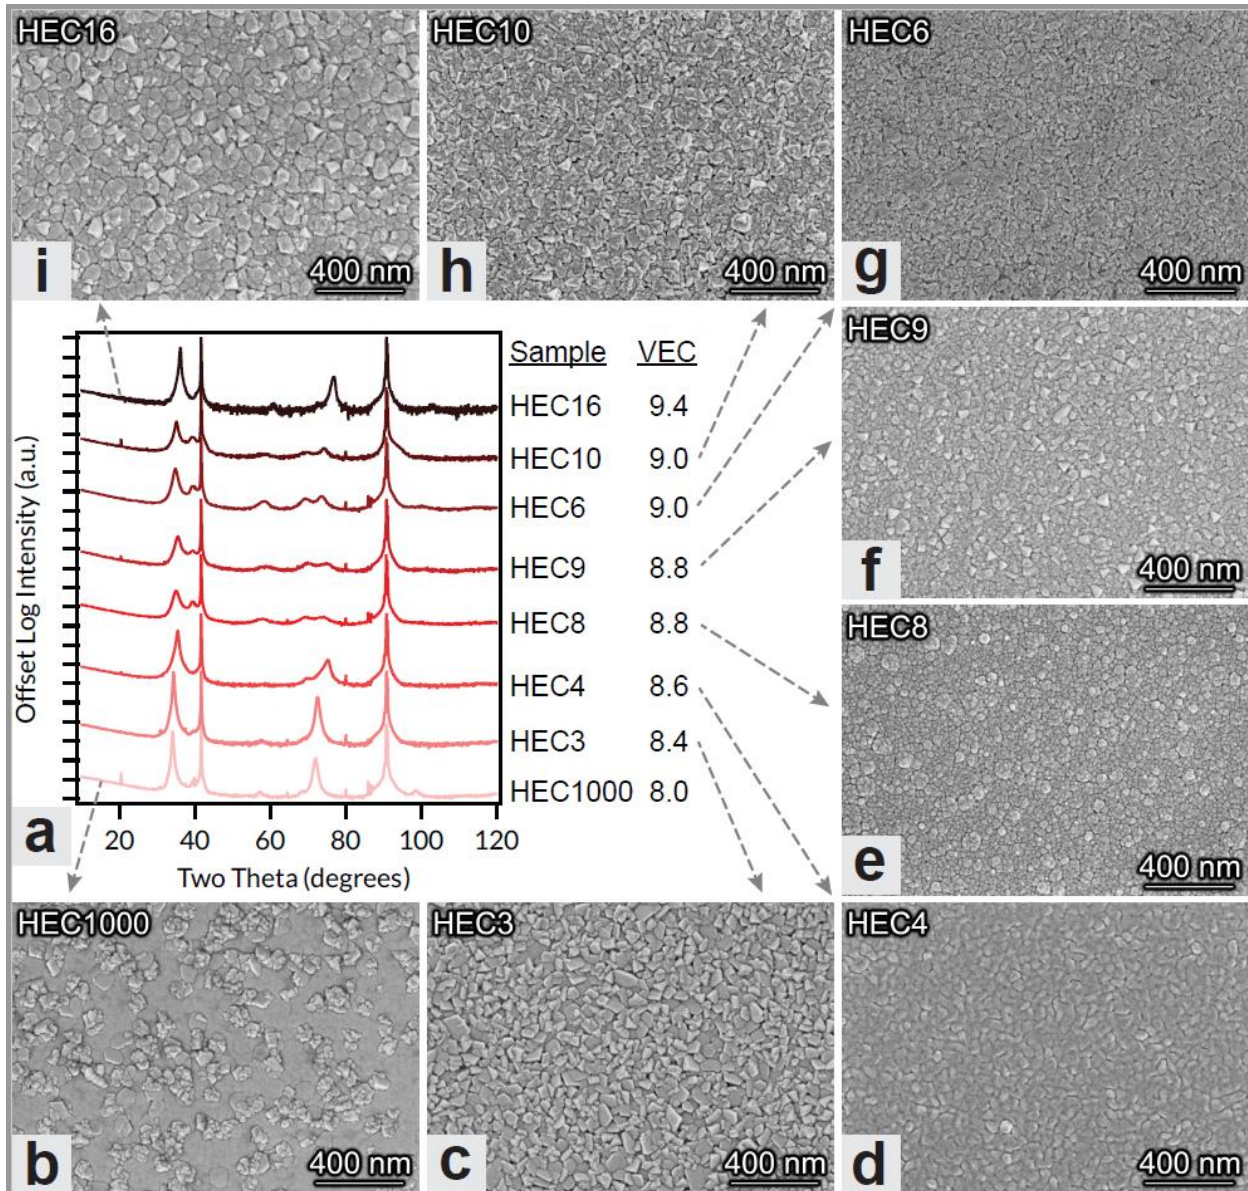 HEC16
HEC10
HEC6
i
400 nm
h
400 nm
g
400 nm
HEC9
f
400 nm
Sample VEC
HEC16 9.4
HEC10 9.0
HEC6 9.0
HEC9 8.8
HEC8 8.8
HEC4 8.6
HEC3 8.4
HEC1000 8.0
Offset Log Intensity (a.u.)
a
20 40 60 80 100 120
Two Theta (degrees)
HEC8
e
400 nm
HEC1000
b
400 nm
HEC3
c
400 nm
HEC4
d
400 nm